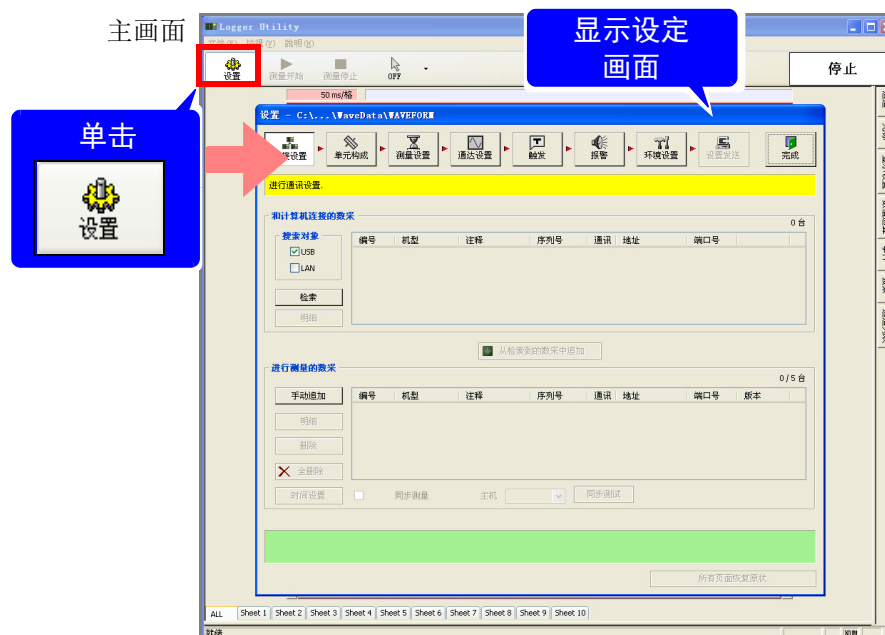 主画面
Logger Utility
显示设定
画面
设置
测量开始
测量停止
OFF
停止
50 ms/格
单击
设置
设置 - C:\...\WaveData\WAVEFORM
单元构成
测量设置
通达设置
触发
报警
环境设置
设置发送
完成
进行通讯设置.
和计算机连接的数采
0 台
搜索对象
USB
LAN
检索
明细
编号 机型 注释 序列号 通讯 地址 端口号
从检索到的数采中追加
进行测量的数采
0 / 5 台
手动追加
明细
删除
全删除
编号 机型 注释 序列号 通讯 地址 端口号 版本
时间设置
同步测量
主机
同步测试
所有页面恢复原状
ALL Sheet 1 Sheet 2 Sheet 3 Sheet 4 Sheet 5 Sheet 6 Sheet 7 Sheet 8 Sheet 9 Sheet 10